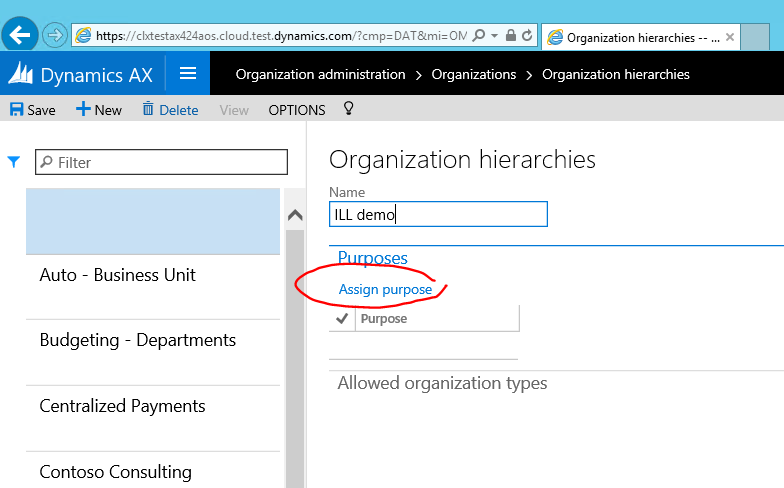 https://clxtestax424aos.cloud.test.dynamics.com/?cmp=DAT&mi=OM
Organization hierarchies -- ...
Dynamics AX
Organization administration > Organizations > Organization hierarchies
Save New Delete View OPTIONS
Filter
Organization hierarchies
Name
ILL demo
Purposes
Assign purpose
Purpose
Allowed organization types
Auto - Business Unit
Budgeting - Departments
Centralized Payments
Contoso Consulting